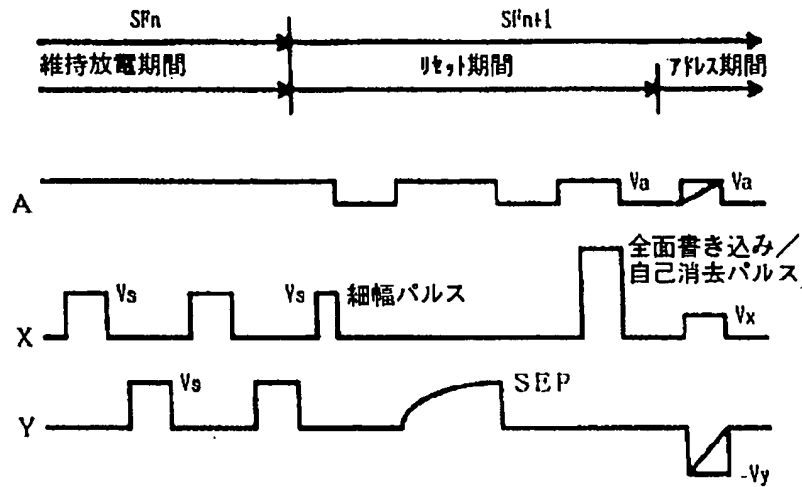 SFn
SFn+1
維持放電期間
リセット期間
アドレス期間
A
Va
Va
全面書き込み/
自己消去パルス
X
Vs
Vs
細幅パルス
Vx
Y
Vs
SEP
-Vy